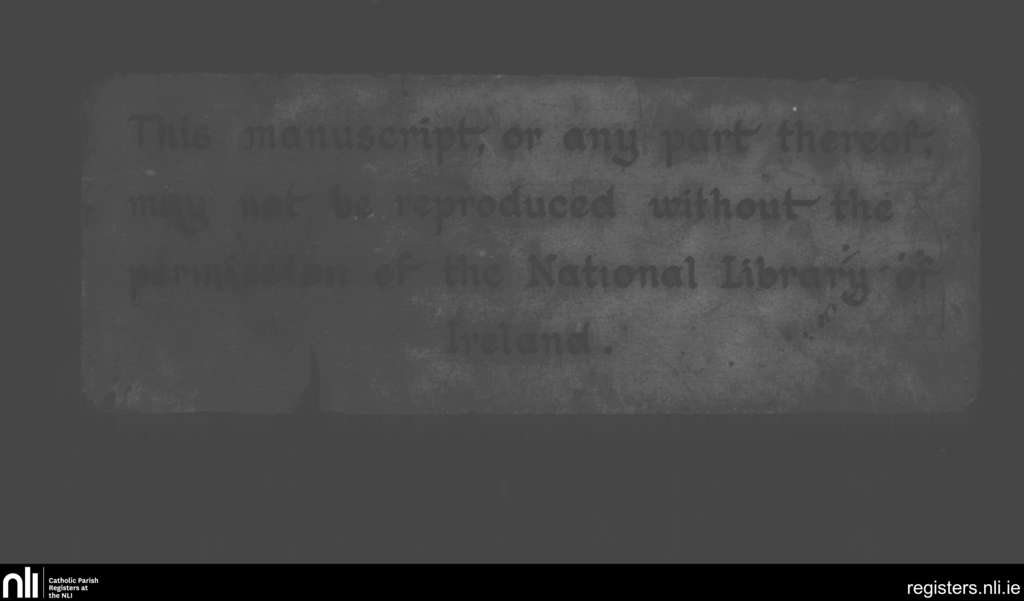 This manuscript, or any part thereof,
may not be reproduced without the
permission of the National Library of
Ireland.
nli
Catholic Parish
Registers at
the NLI
registers.nli.ie